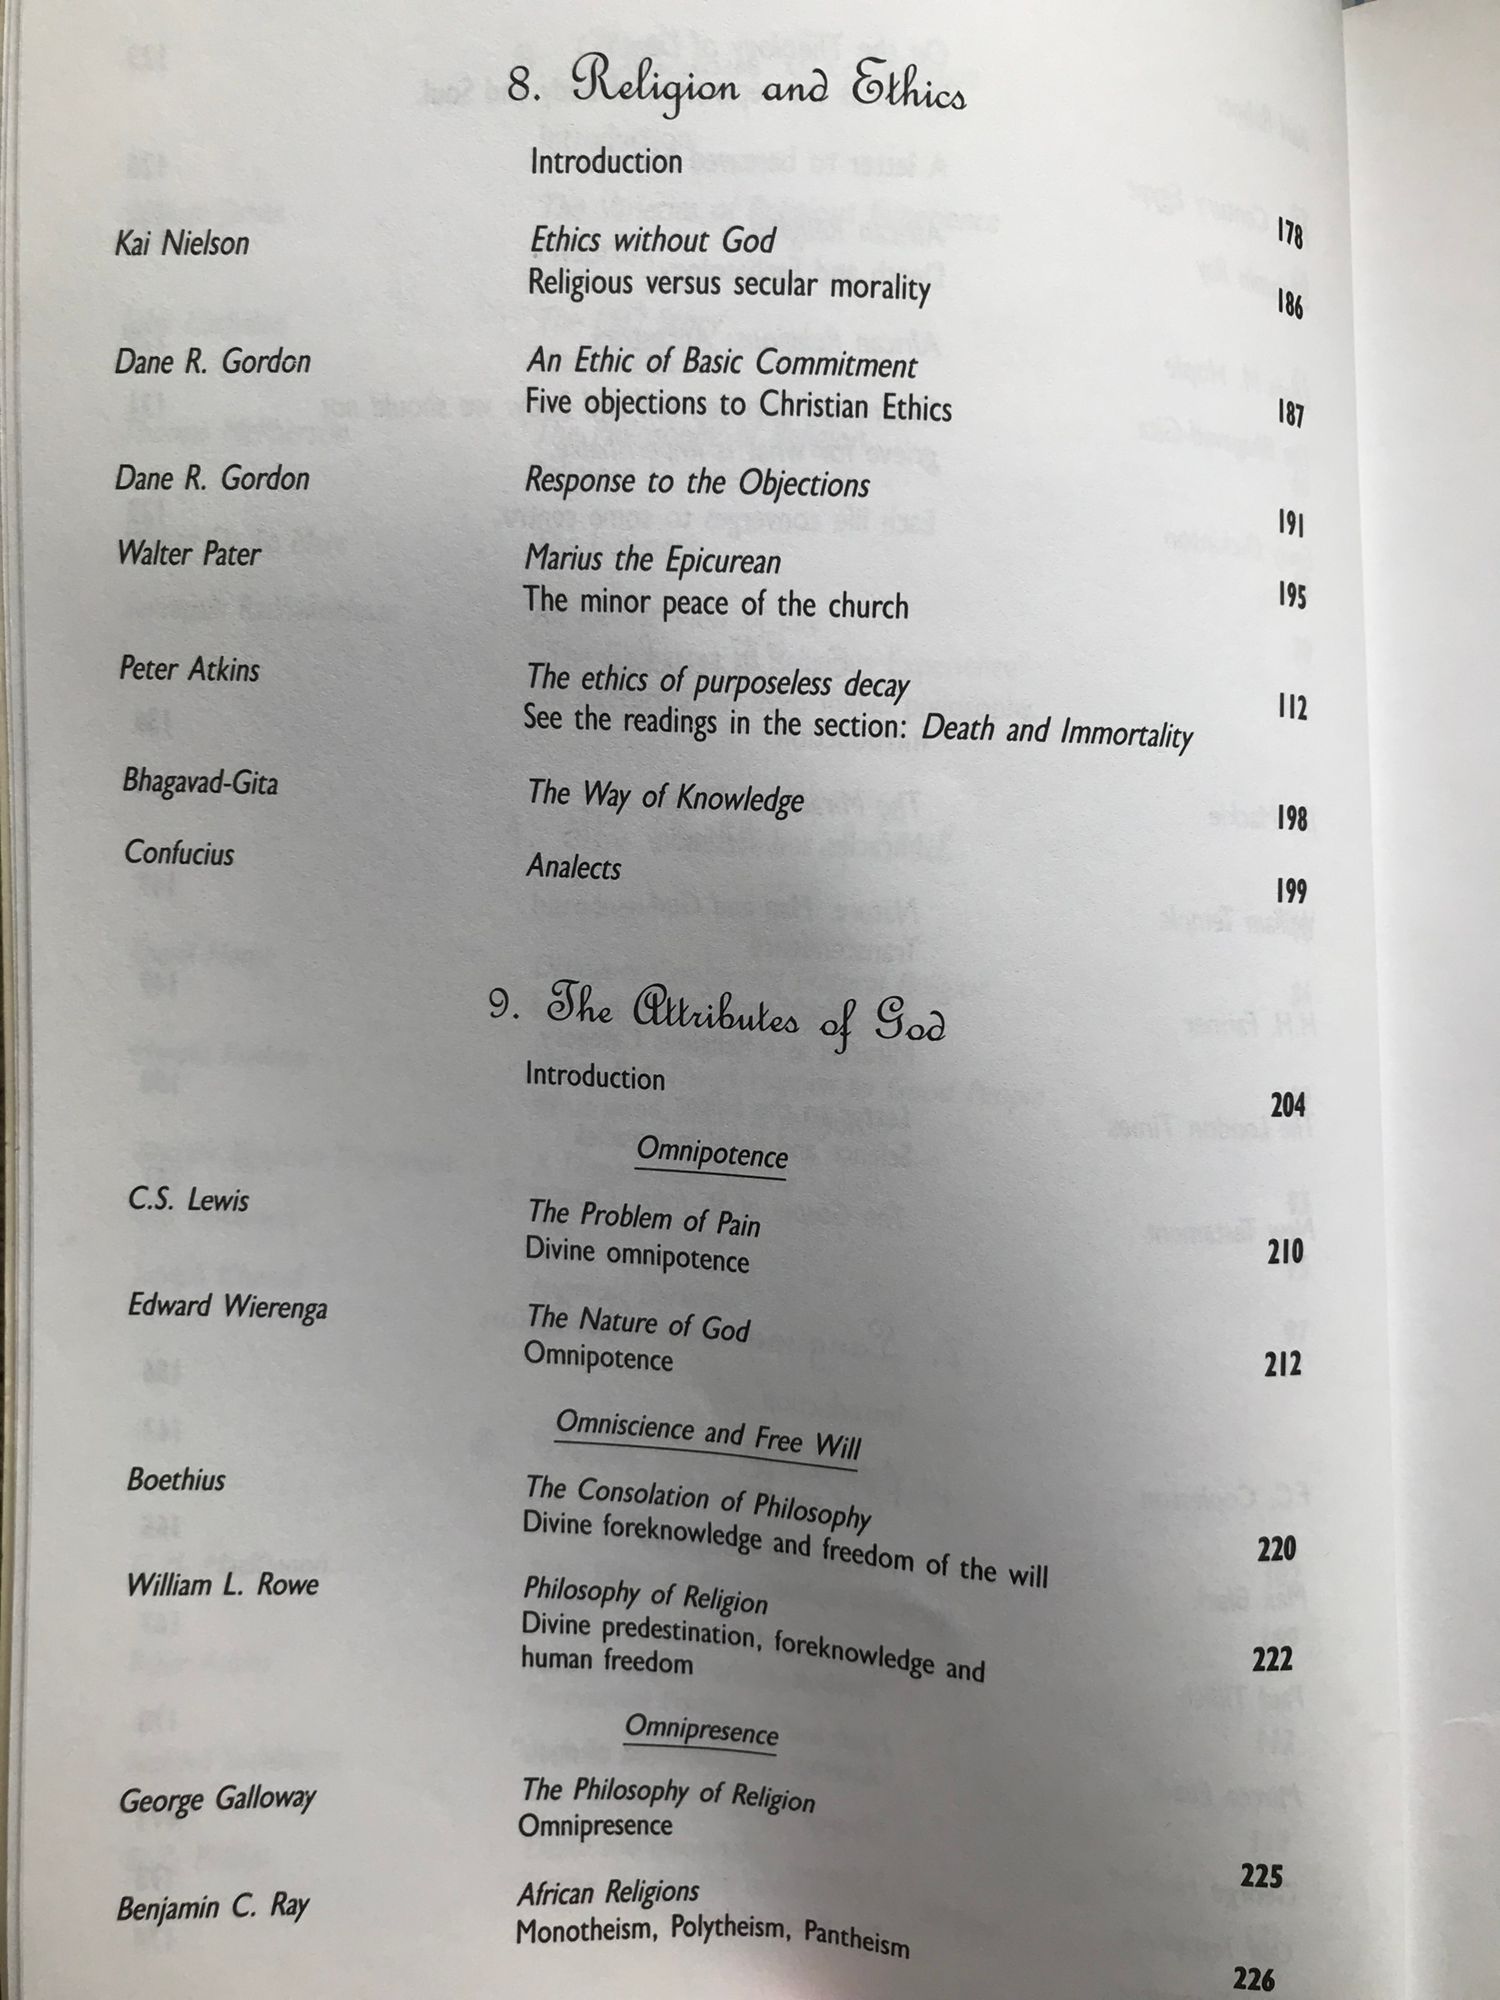 8. Religion and Ethics
Introduction 178
Kai Nielson Ethics without God
Religious versus secular morality 186
Dane R. Gordon An Ethic of Basic Commitment
Five objections to Christian Ethics 187
Dane R. Gordon Response to the Objections 191
Walter Pater Marius the Epicurean
The minor peace of the church 195
Peter Atkins The ethics of purposeless decay 112
See the readings in the section: Death and Immortality
Bhagavad-Gita The Way of Knowledge 198
Confucius Analects 199
9. The Attributes of God
Introduction 204
Omnipotence
C.S. Lewis The Problem of Pain
Divine omnipotence 210
Edward Wierenga The Nature of God
Omnipotence 212
Omniscience and Free Will
Boethius The Consolation of Philosophy
Divine foreknowledge and freedom of the will 220
William L. Rowe Philosophy of Religion
Divine predestination, foreknowledge and 222
human freedom
Omnipresence
George Galloway The Philosophy of Religion
Omnipresence 225
Benjamin C. Ray African Religions
Monotheism, Polytheism, Pantheism 226